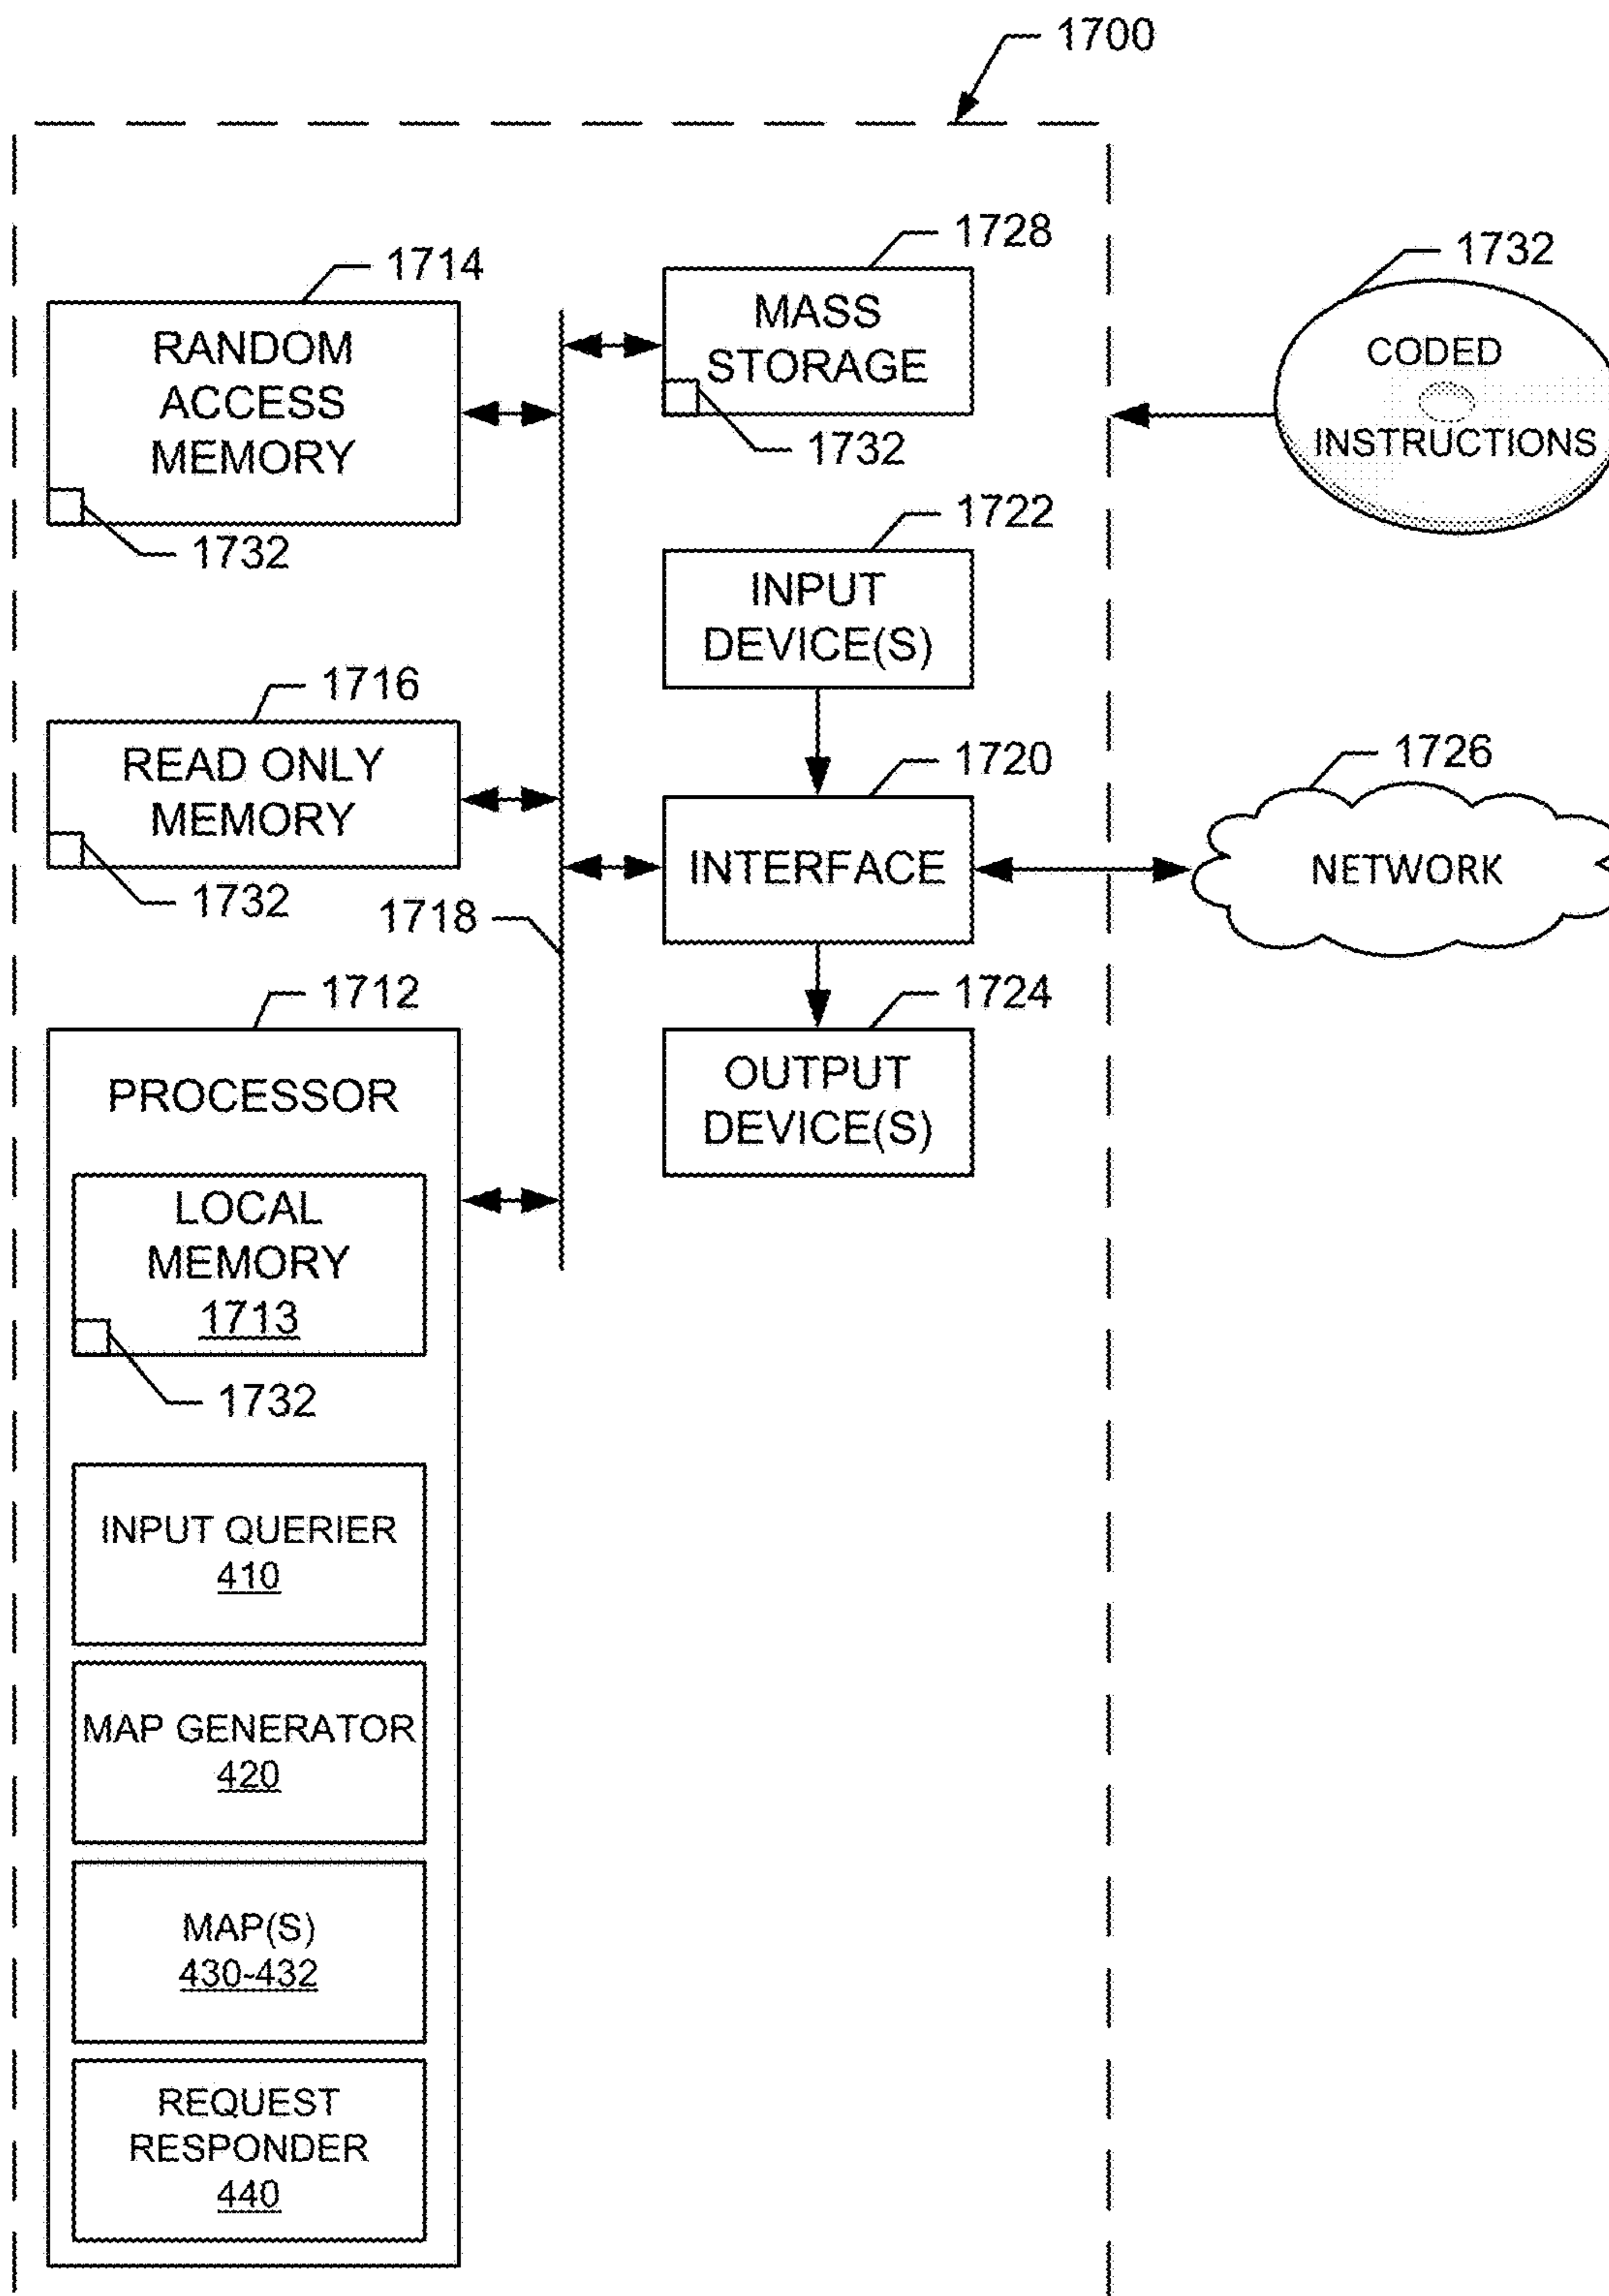 1700
1714
RANDOM
ACCESS
MEMORY
1732
1728
MASS
STORAGE
1732
1732
CODED
INSTRUCTIONS
1722
INPUT
DEVICE(S)
1716
READ ONLY
MEMORY
1732
1718
1720
INTERFACE
1726
NETWORK
1724
OUTPUT
DEVICE(S)
1712
PROCESSOR
LOCAL
MEMORY
1713
1732
INPUT QUERIER
410
MAP GENERATOR
420
MAP(S)
430-432
REQUEST
RESPONDER
440